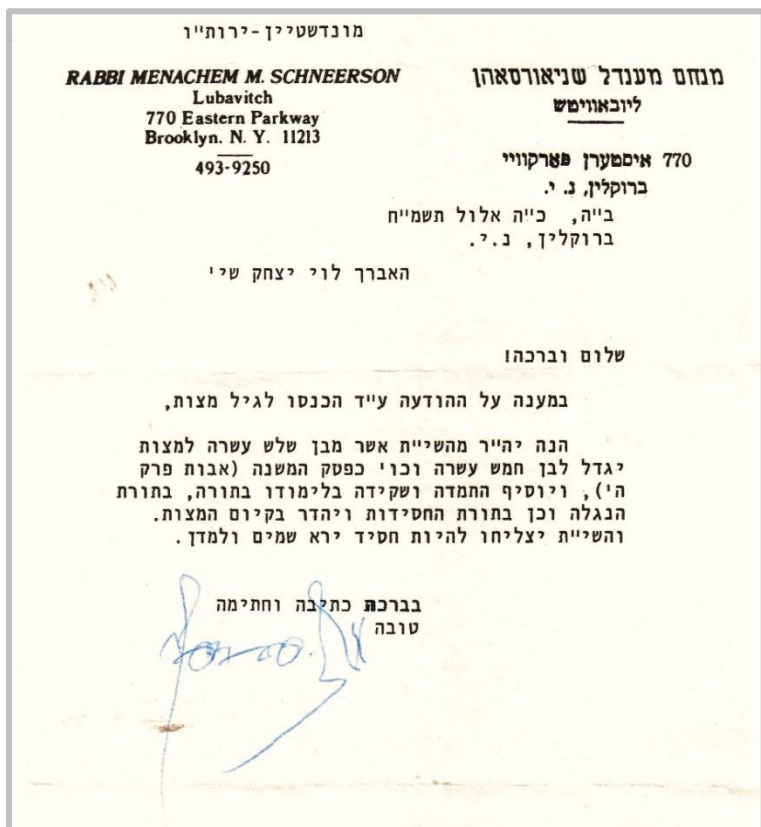 מונדשטיין-ירות"ו
RABBI MENACHEM M. SCHNEERSON
Lubavitch
770 Eastern Parkway
Brooklyn. N. Y. 11213
493-9250
מנחם מענדל שניאורסאהן
ליובאוויטש
770 איסטערן פארקוויי
ברוקלין, נ. י.
ב"ה, כ"ה אלול תשמ"ח
ברוקלין, נ.י.
האברך לוי יצחק שי'
שלום וברכה!
במענה על ההודעה ע"ד הכנסו לגיל מצות,
הנה יה"ר מהשי"ת אשר מבן שלש עשרה למצות
יגדל לבן חמש עשרה וכו' כפסק המשנה (אבות פרק
ה'), ויוסיף התמדה ושקידה בלימודו בתורה, בתורת
הנגלה וכן בתורת החסידות ויהדר בקיום המצות.
והשי"ת יצליחו להיות חסיד ירא שמים ולמדן.
בברכה כתיבה וחתימה
טובה